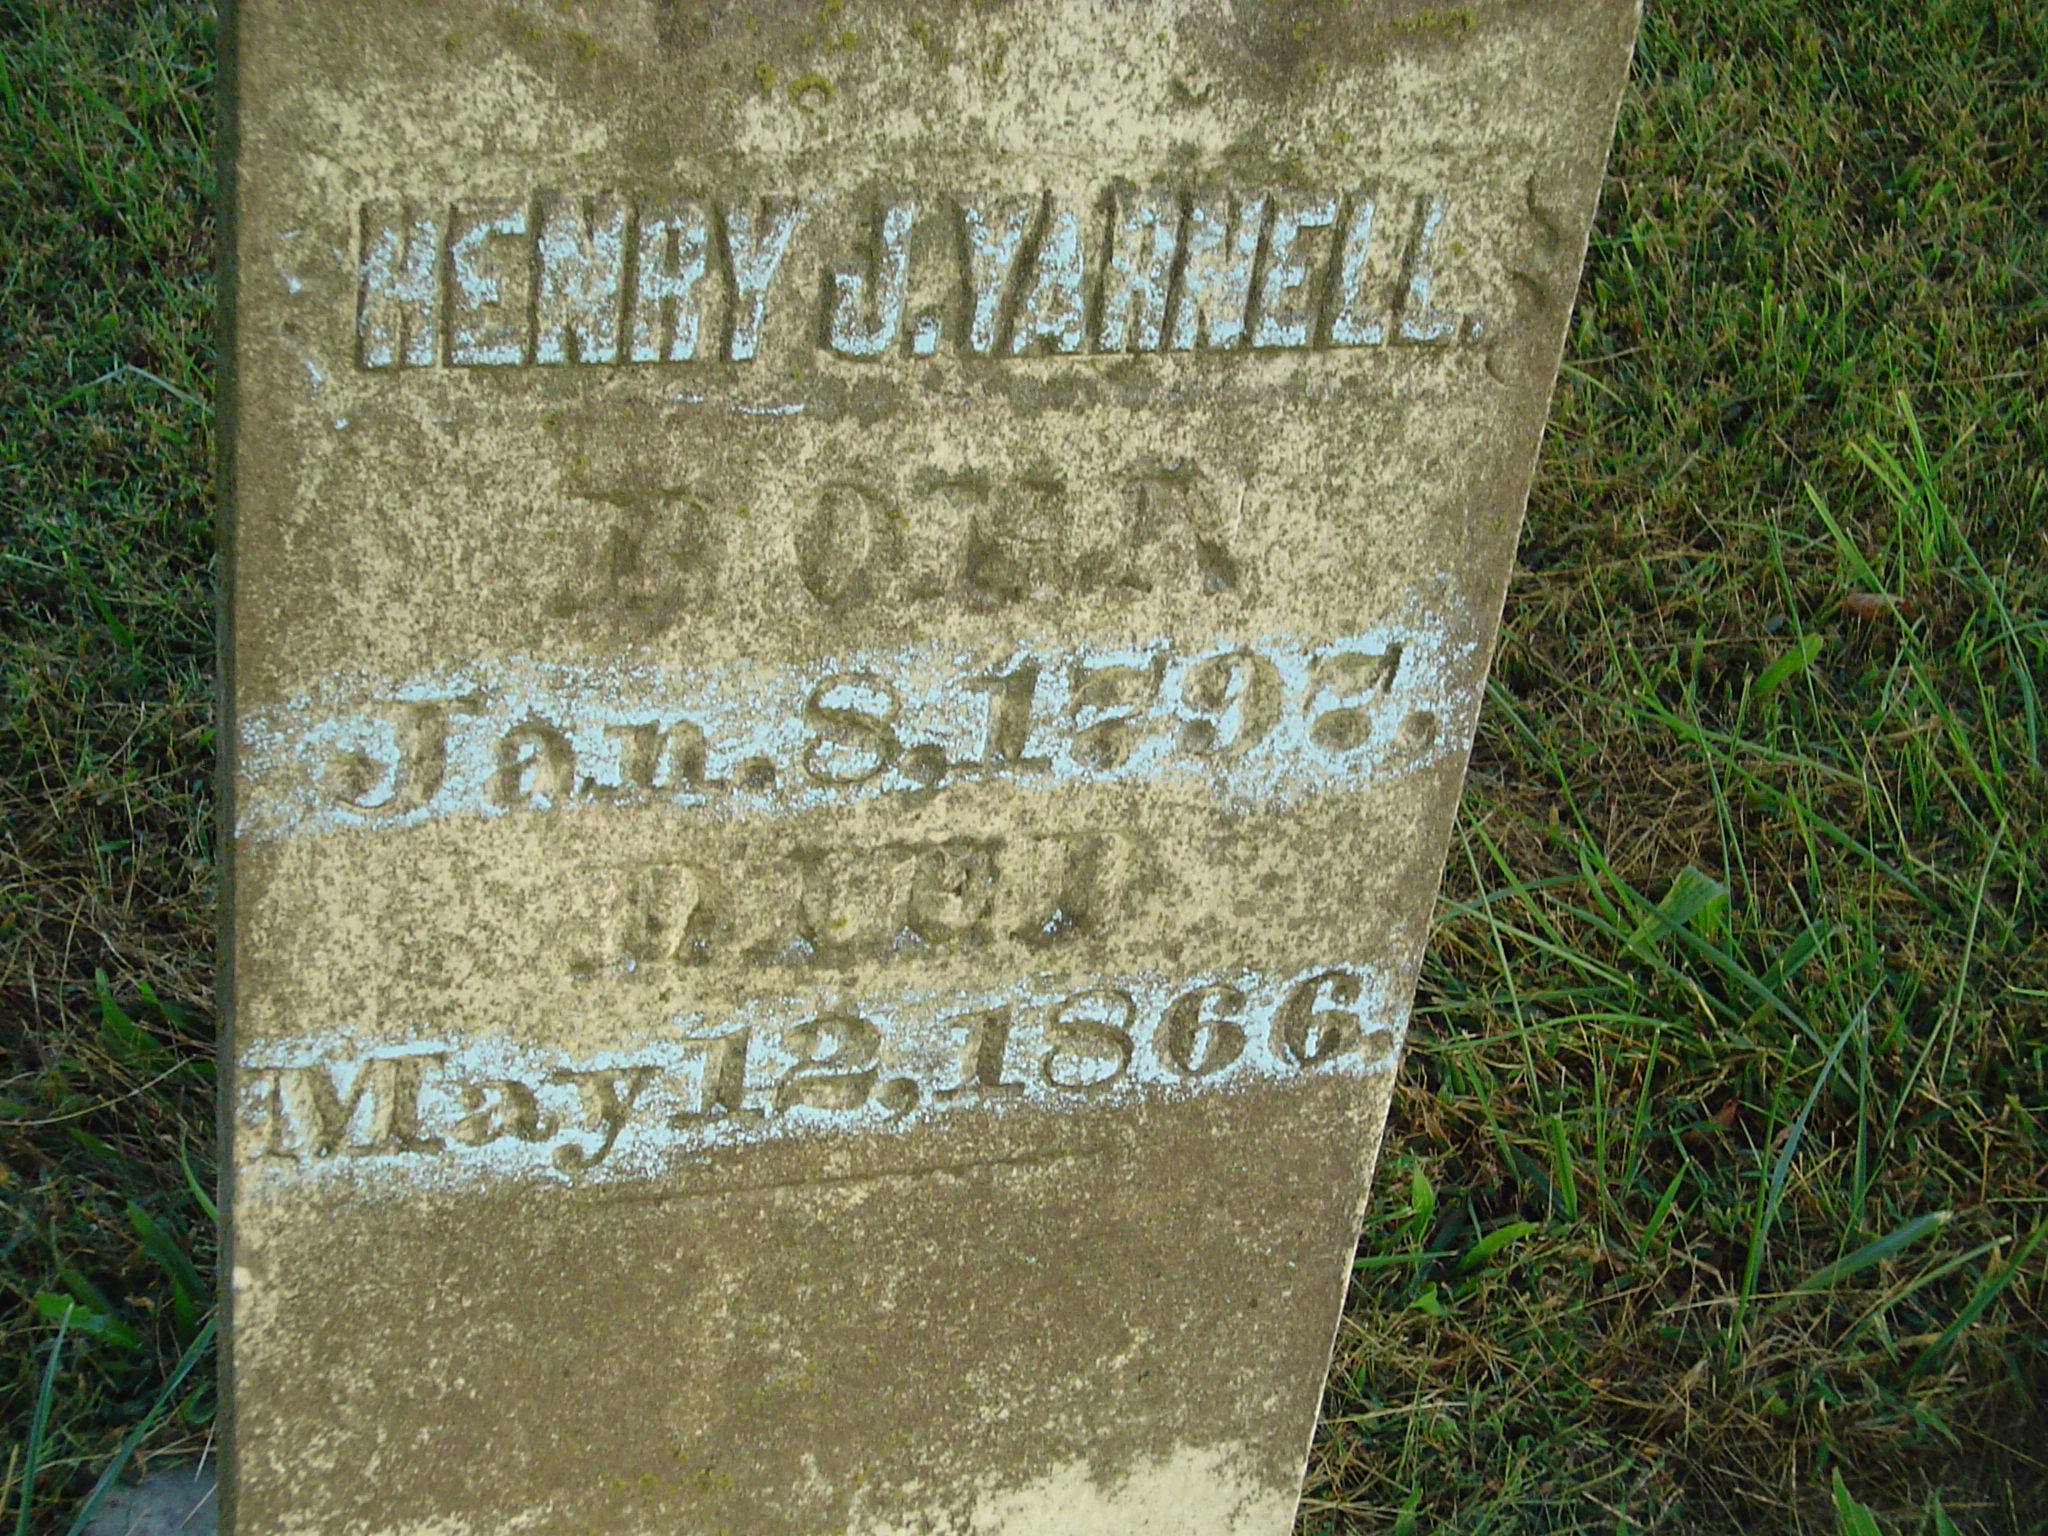 HENRY J. YARNELL.
BORN
Jan. 8, 1797.
DIED
May 12, 1866.